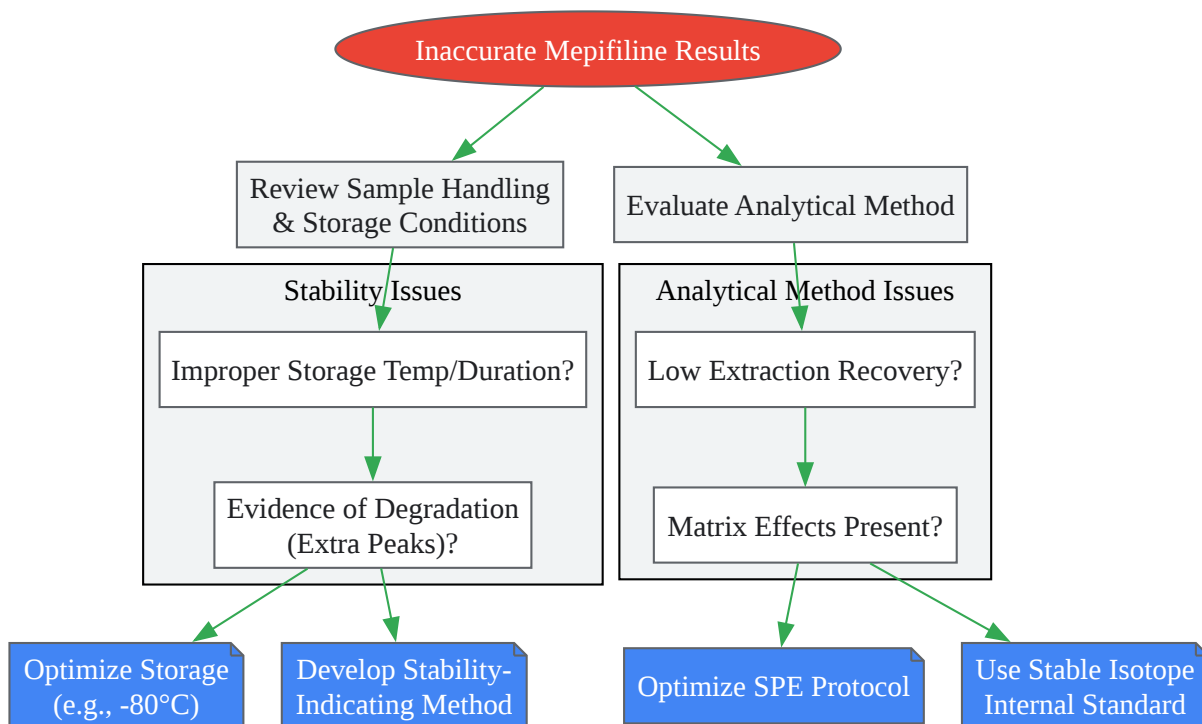 Inaccurate Mepifiline Results
Review Sample Handling
& Storage Conditions
Evaluate Analytical Method
Stability Issues
Analytical Method Issues
Improper Storage Temp/Duration?
Low Extraction Recovery?
Evidence of Degradation
(Extra Peaks)?
Matrix Effects Present?
Optimize Storage
(e.g., -80°C)
Develop Stability-
Indicating Method
Optimize SPE Protocol
Use Stable Isotope
Internal Standard